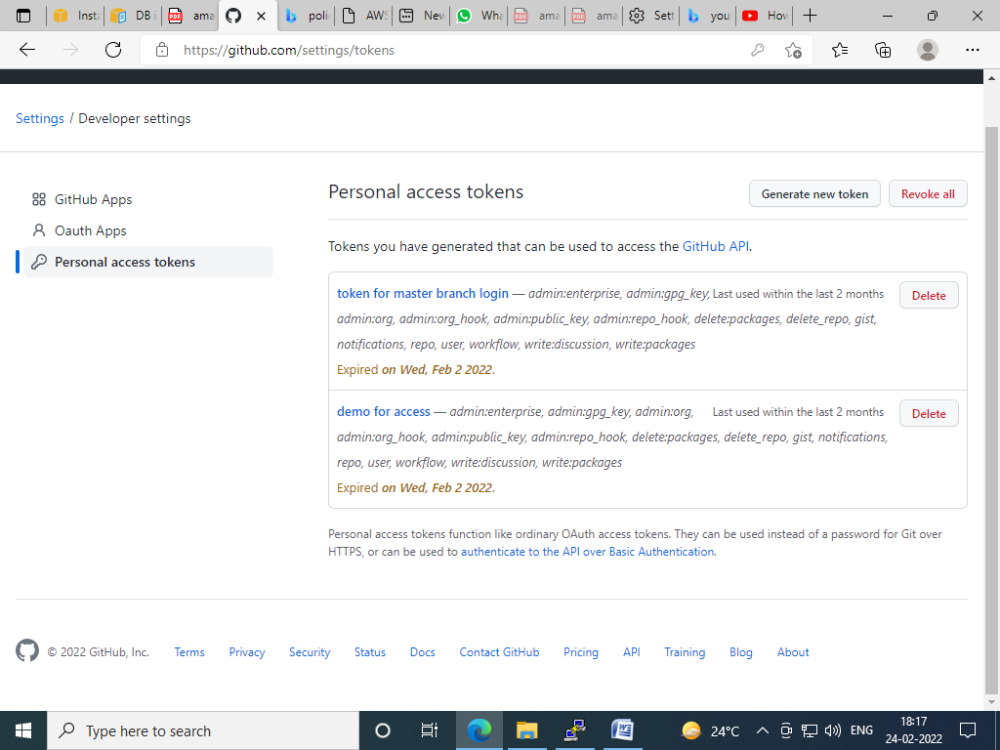 Inst
DB i
ama
poli
AWS
New
Wha
ama
ama
Sett
you
How
https://github.com/settings/tokens
Settings / Developer settings
GitHub Apps
Oauth Apps
Personal access tokens
Personal access tokens
Generate new token
Revoke all
Tokens you have generated that can be used to access the GitHub API.
token for master branch login — admin:enterprise, admin:gpg_key, Last used within the last 2 months
Delete
admin:org, admin:org_hook, admin:public_key, admin:repo_hook, delete:packages, delete_repo, gist,
notifications, repo, user, workflow, write:discussion, write:packages
Expired on Wed, Feb 2 2022.
demo for access — admin:enterprise, admin:gpg_key, admin:org, Last used within the last 2 months
Delete
admin:org_hook, admin:public_key, admin:repo_hook, delete:packages, delete_repo, gist, notifications,
repo, user, workflow, write:discussion, write:packages
Expired on Wed, Feb 2 2022.
Personal access tokens function like ordinary OAuth access tokens. They can be used instead of a password for Git over
HTTPS, or can be used to authenticate to the API over Basic Authentication.
© 2022 GitHub, Inc.
Terms
Privacy
Security
Status
Docs
Contact GitHub
Pricing
API
Training
Blog
About
Type here to search
24°C
ENG
18:17
24-02-2022